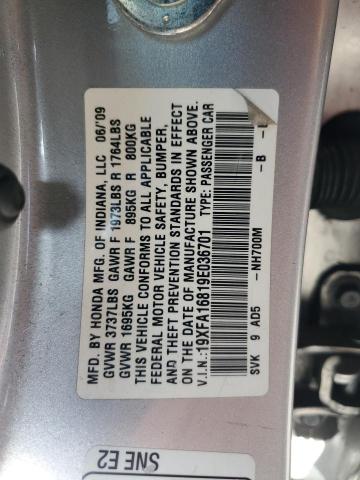 MFD. BY HONDA MFG. OF INDIANA, LLC 06/'09
GVWR 3737LBS GAWR F 1973LBS R 1764LBS
GVWR 1695KG GAWR F 895KG R 800KG
THIS VEHICLE CONFORMS TO ALL APPLICABLE
FEDERAL MOTOR VEHICLE SAFETY, BUMPER,
AND THEFT PREVENTION STANDARDS IN EFFECT
ON THE DATE OF MANUFACTURE SHOWN ABOVE.
V.I.N.:19XFA16819E036701 TYPE: PASSENGER CAR
-NH700M -B -
SVK 9 AD5
SNE E2